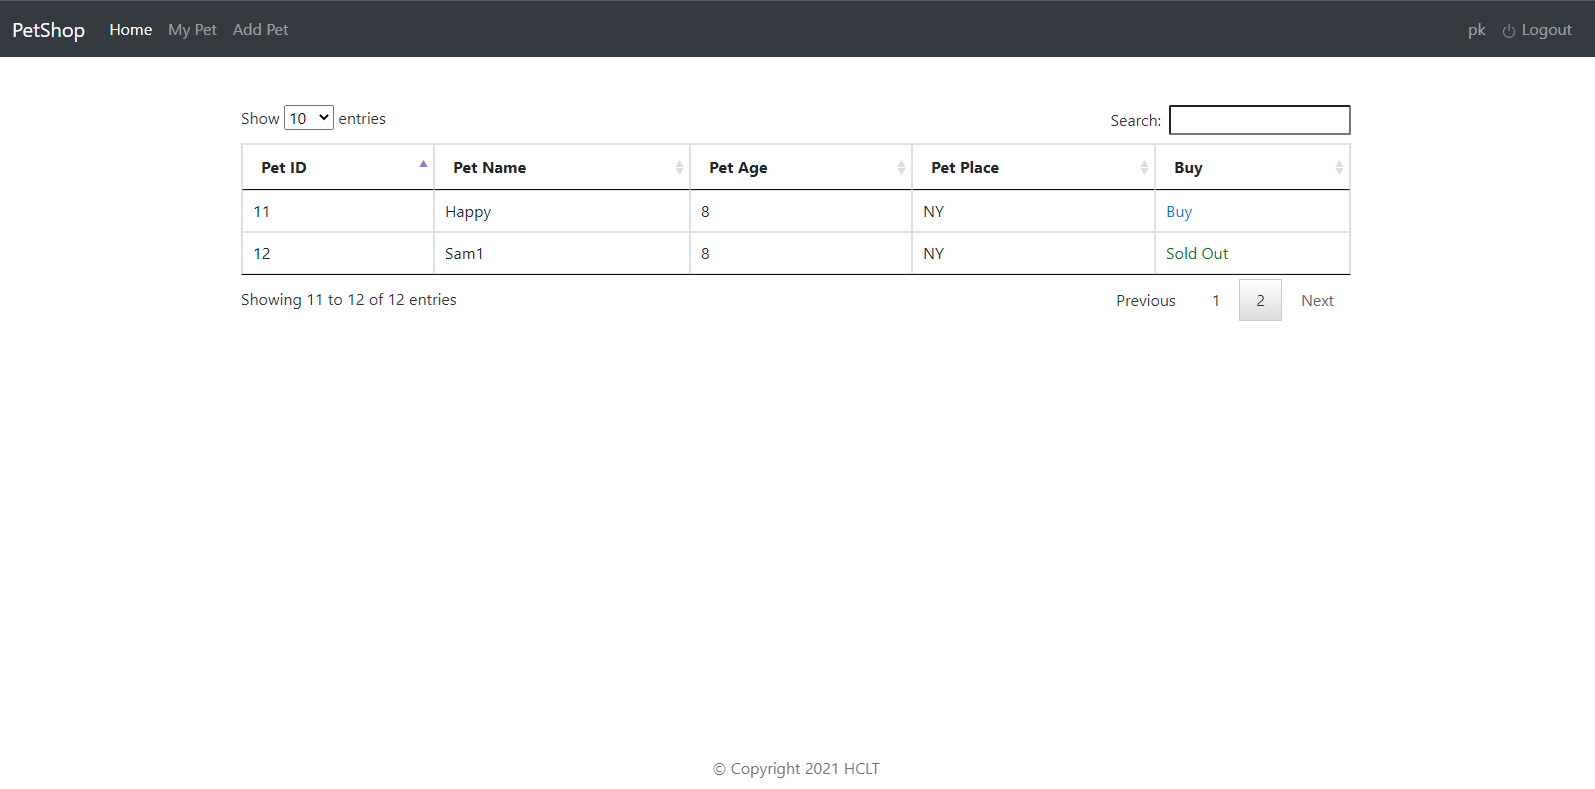 PetShop Home My Pet Add Pet pk Logout
Show 10 entries Search:
Pet ID Pet Name Pet Age Pet Place Buy
11 Happy 8 NY Buy
12 Sam1 8 NY Sold Out
Showing 11 to 12 of 12 entries Previous 1 2 Next
© Copyright 2021 HCLT